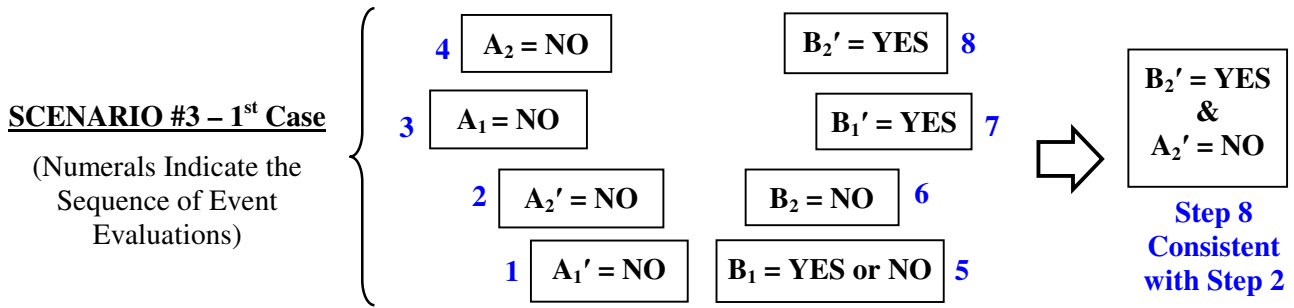 SCENARIO #3 – 1st Case
(Numerals Indicate the
Sequence of Event
Evaluations)
4 A₂ = NO
3 A₁ = NO
2 A₂′ = NO
1 A₁′ = NO
B₂′ = YES 8
B₁′ = YES 7
B₂ = NO 6
B₁ = YES or NO 5
B₂′ = YES
&
A₂′ = NO
Step 8
Consistent
with Step 2